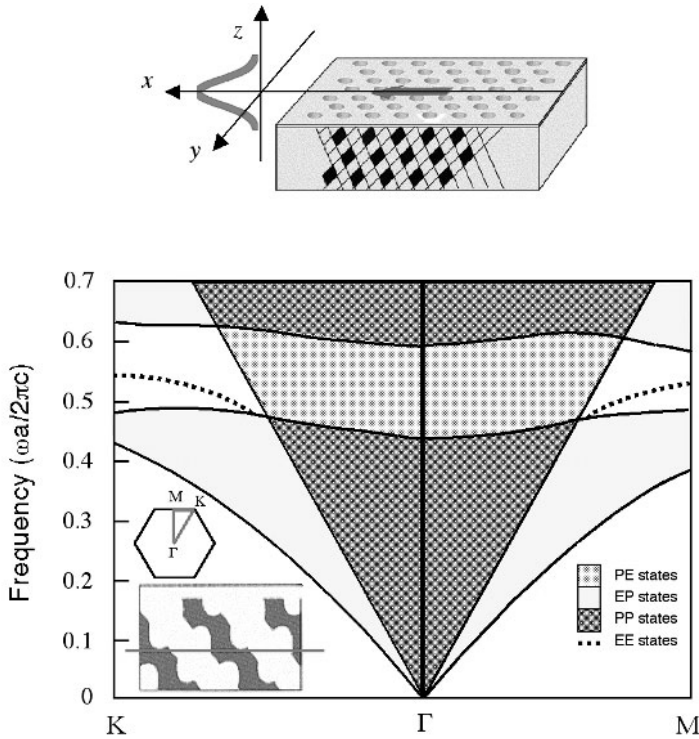 z
x
y
0.7
0.6
0.5
0.4
0.3
0.2
0.1
0
Frequency (ωa/2πc)
M K
Γ
PE states
EP states
PP states
EE states
K Γ M